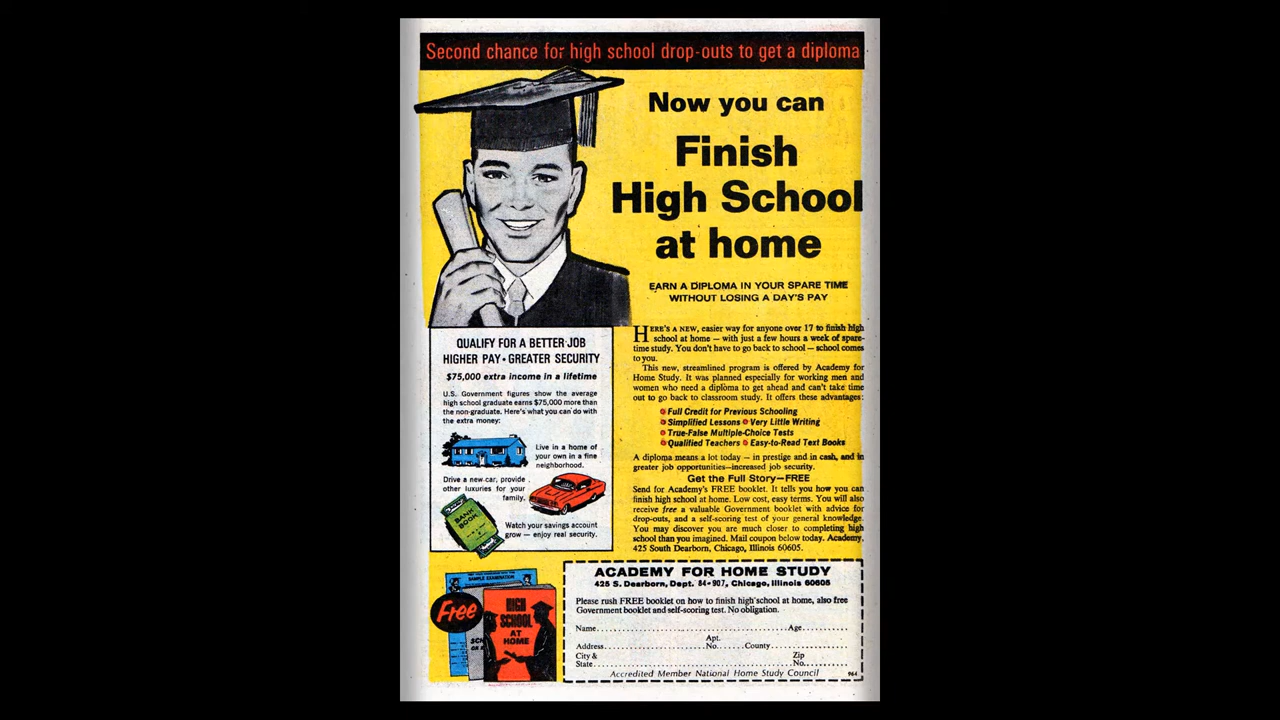 Second chance for high school drop-outs to get a diploma
Now you can
Finish
High School
at home
EARN A DIPLOMA IN YOUR SPARE TIME
WITHOUT LOSING A DAY'S PAY
QUALIFY FOR A BETTER JOB
HIGHER PAY • GREATER SECURITY
$75,000 extra income in a lifetime
U.S. Government figures show the average
high school graduate earns $75,000 more than
the non-graduate. Here's what you can do with
the extra money:
Live in a home of
your own in a fine
neighborhood.
Drive a new car, provide
other luxuries for your
family.
BANK
BOOK
Watch your savings account
grow — enjoy real security.
HERE'S A NEW, easier way for anyone over 17 to finish high
school at home — with just a few hours a week of spare-
time study. You don't have to go back to school — school comes
to you.
This new, streamlined program is offered by Academy for
Home Study. It was planned especially for working men and
women who need a diploma to get ahead and can't take time
out to go back to classroom study. It offers these advantages:
Full Credit for Previous Schooling
Simplified Lessons • Very Little Writing
True-False Multiple-Choice Tests
Qualified Teachers • Easy-to-Read Text Books
A diploma means a lot today — in prestige and in cash, and in
greater job opportunities—increased job security.
Get the Full Story—FREE
Send for Academy's FREE booklet. It tells you how you can
finish high school at home. Low cost, easy terms. You will also
receive free a valuable Government booklet with advice for
drop-outs, and a self-scoring test of your general knowledge.
You may discover you are much closer to completing high
school than you imagined. Mail coupon below today. Academy,
425 South Dearborn, Chicago, Illinois 60605.
SAMPLE EXAMINATION
Free
HIGH
SCHOOL
AT
HOME
ACADEMY FOR HOME STUDY
425 S. Dearborn, Dept. 84-907, Chicago, Illinois 60605
Please rush FREE booklet on how to finish high school at home, also free
Government booklet and self-scoring test. No obligation.
Name Age
Apt.
Address No. County
City & Zip
State No.
Accredited Member National Home Study Council 964